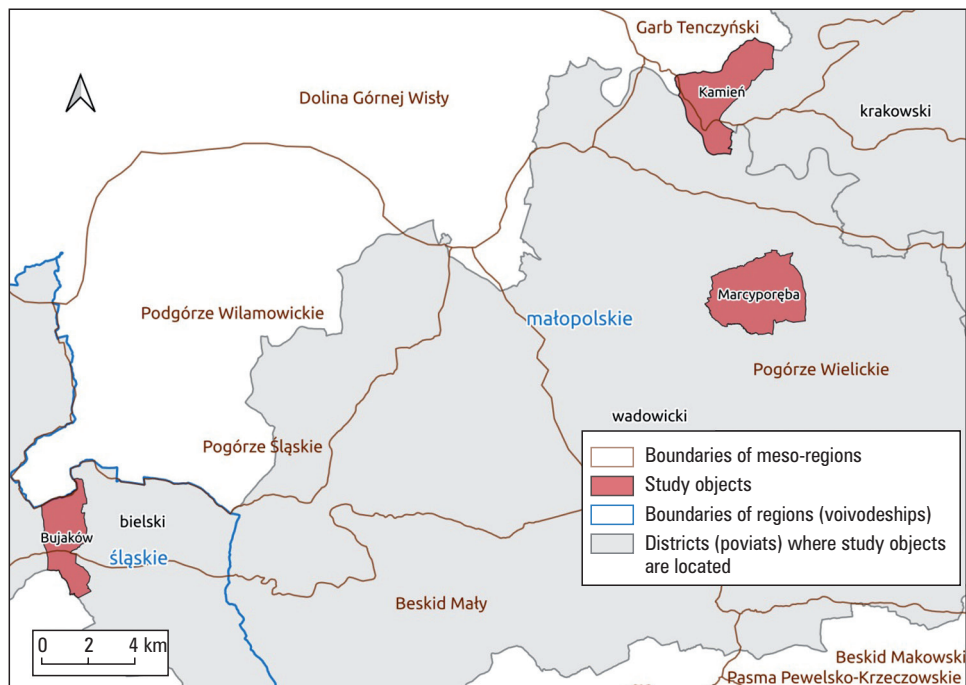 Garb Tenczyński
Kamień
Dolina Górnej Wisły
krakowski
Marcyporęba
Podgórze Wilamowickie
małopolskie
Pogórze Wielickie
wadowicki
Pogórze Śląskie
bielski
Bujaków
śląskie
Beskid Mały
Boundaries of meso-regions
Study objects
Boundaries of regions (voivodeships)
Districts (poviats) where study objects
are located
0 2 4 km
Beskid Makowski
Pasma Pewelsko-Krzeczowskie